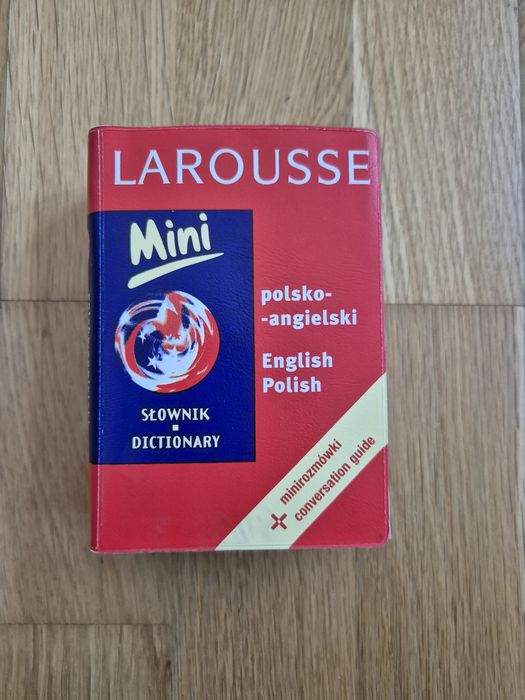 LAROUSSE
Mini
polsko-
-angielski
English
Polish
SŁOWNIK
DICTIONARY
minirozmówki
conversation guide